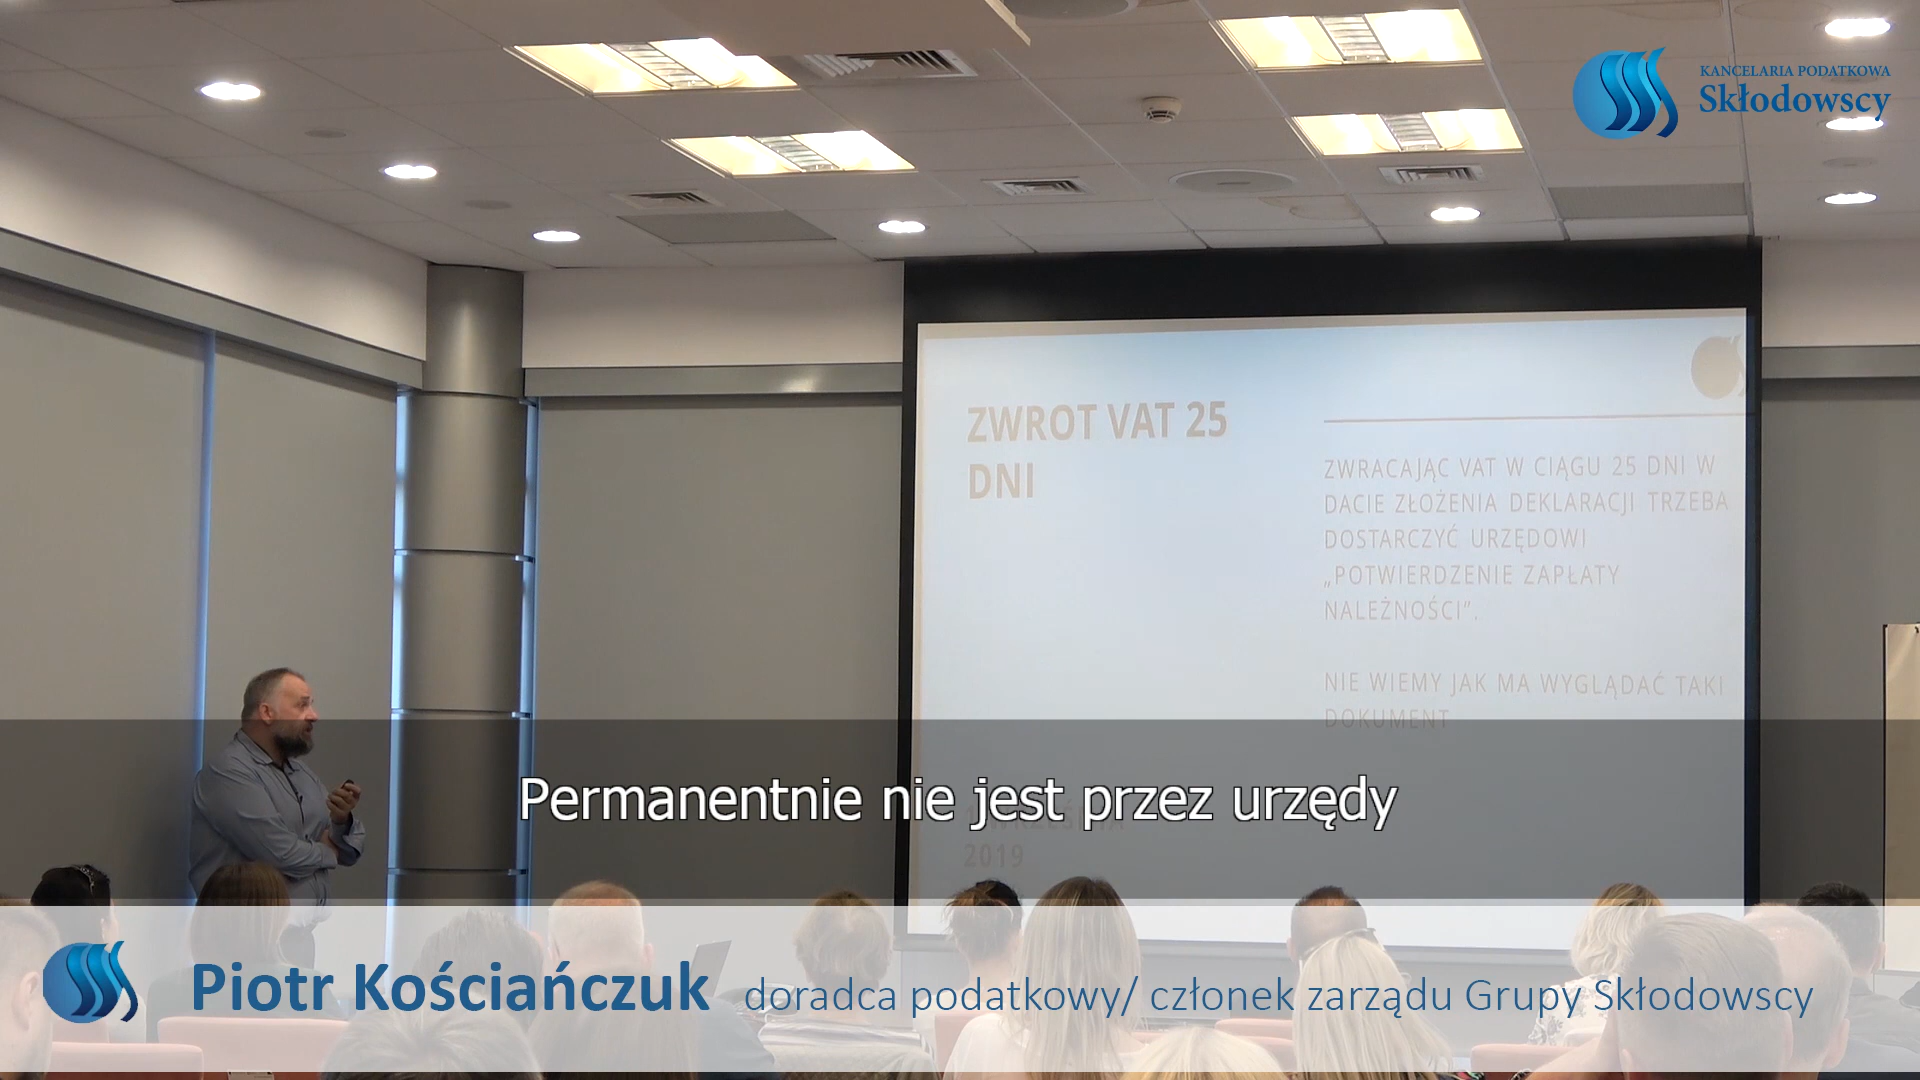 KANCELARIA PODATKOWA
Skłodowscy
ZWROT VAT 25
DNI
ZWRACAJĄC VAT W CIĄGU 25 DNI W
DACIE ZŁOŻENIA DEKLARACJI TRZEBA
DOSTARCZYĆ URZĘDOWI
„POTWIERDZENIE ZAPŁATY
NALEŻNOŚCI”.
NIE WIEMY JAK MA WYGLĄDAĆ TAKI
DOKUMENT
Permanentnie nie jest przez urzędy
2019
Piotr Kościańczuk doradca podatkowy/ członek zarządu Grupy Skłodowscy